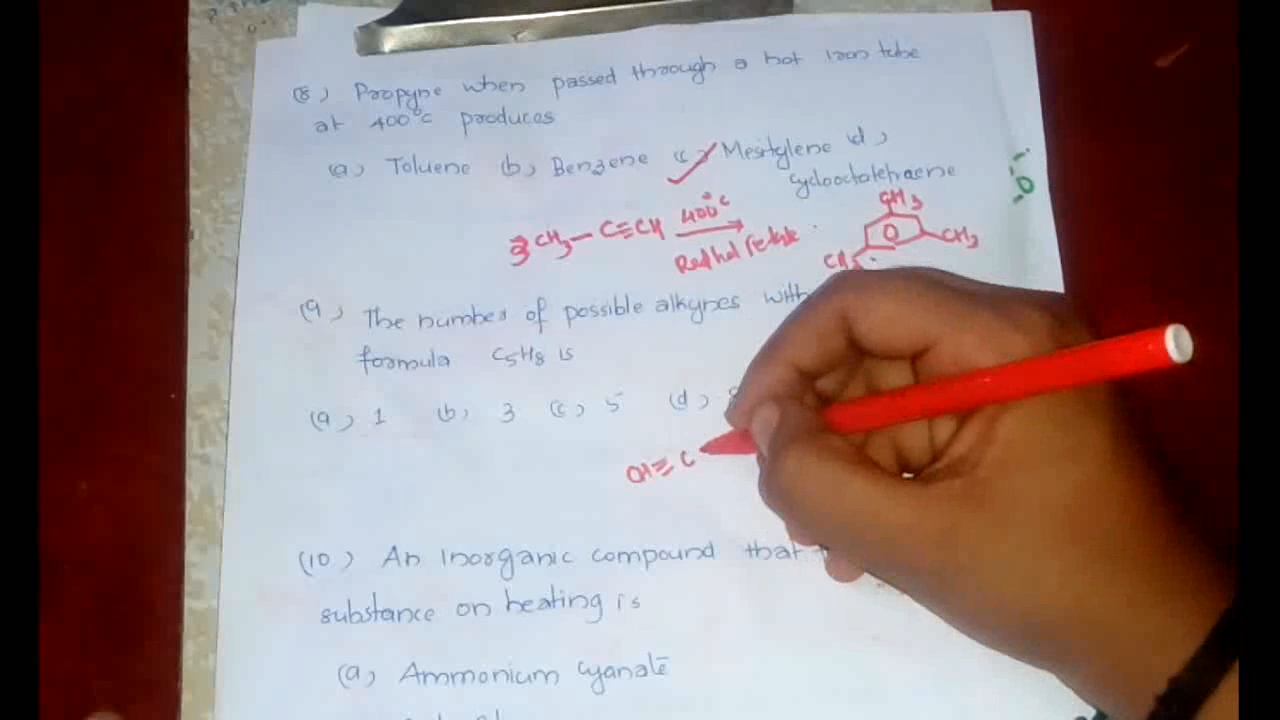 (8) Propyne when passed through a hot Iron tube
at 400°C produces
(a) Toluene (b) Benzene (c) Mesitylene (d)
cyclooctatetraene
3CH3-C≡CH 400°C
Red hot Fe tube
CH3
CH3
CH3
(9) The number of possible alkynes with
formula C5H8 is
(a) 1 (b) 3 (c) 5 (d)
CH≡C
(10) An Inorganic compound that
substance on heating is
(a) Ammonium cyanate